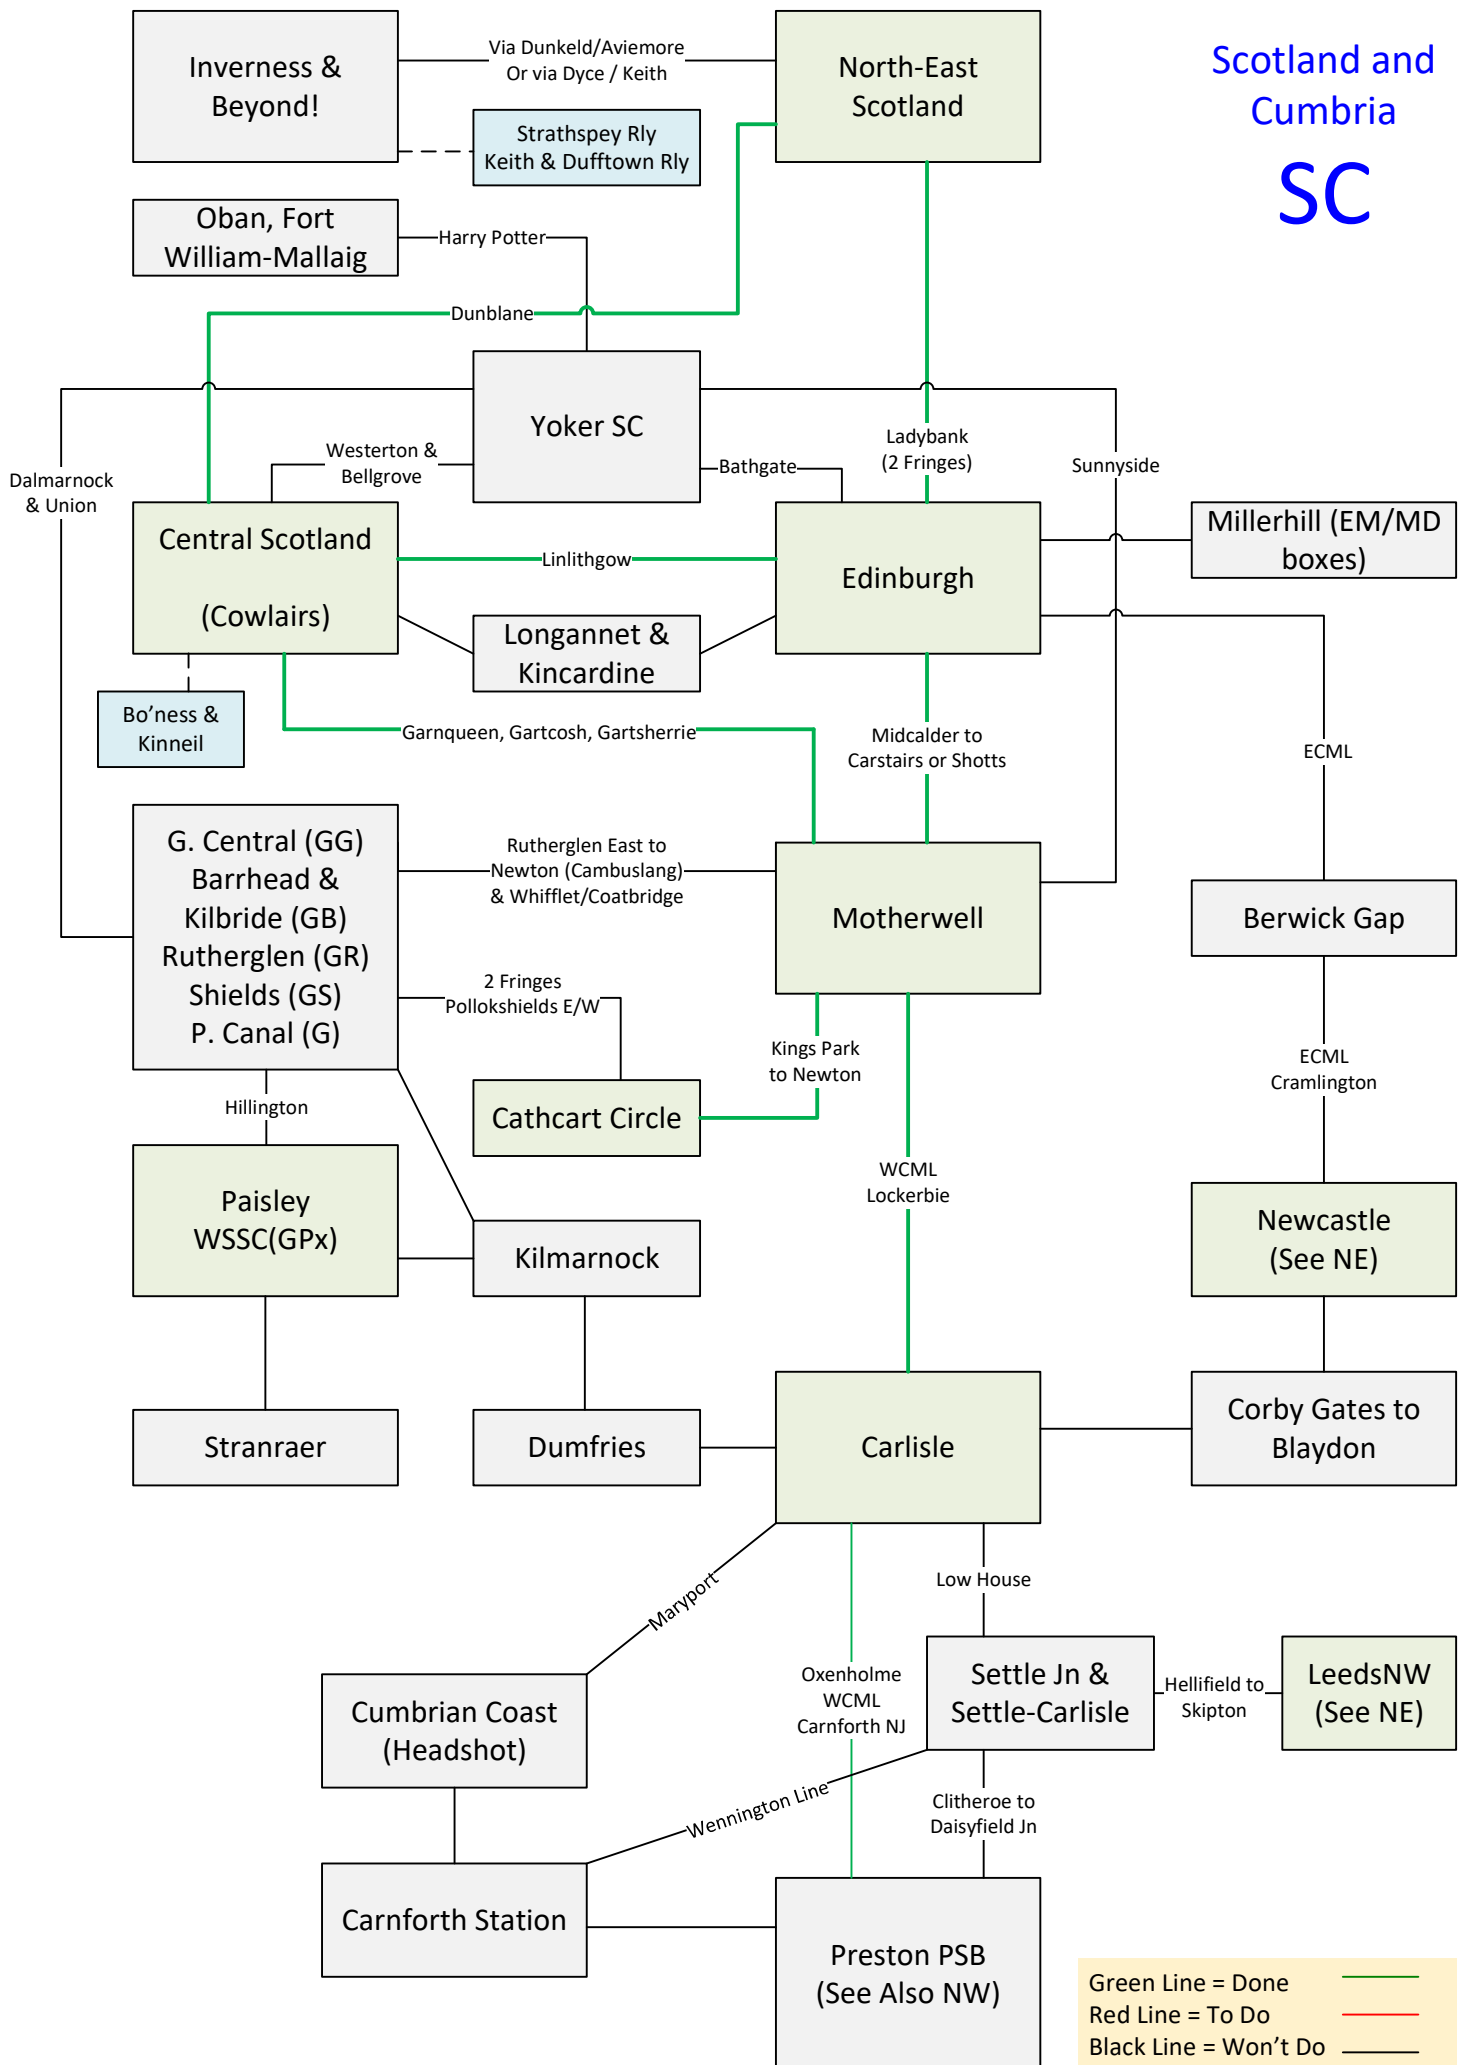 Inverness &
Beyond!
Via Dunkeld/Aviemore
Or via Dyce / Keith
North-East
Scotland
Scotland and
Cumbria
SC
Strathspey Rly
Keith & Dufftown Rly
Oban, Fort
William-Mallaig
Harry Potter
Dunblane
Yoker SC
Westerton &
Bellgrove
Bathgate
Ladybank
(2 Fringes)
Sunnyside
Dalmarnock
& Union
Central Scotland
(Cowlairs)
Linlithgow
Edinburgh
Millerhill (EM/MD
boxes)
Longannet &
Kincardine
Bo’ness &
Kinneil
Garnqueen, Gartcosh, Gartsherrie
Midcalder to
Carstairs or Shotts
ECML
G. Central (GG)
Barrhead &
Kilbride (GB)
Rutherglen (GR)
Shields (GS)
P. Canal (G)
Rutherglen East to
Newton (Cambuslang)
& Whifflet/Coatbridge
Motherwell
Berwick Gap
2 Fringes
Pollokshields E/W
Kings Park
to Newton
ECML
Cramlington
Hillington
Cathcart Circle
WCML
Lockerbie
Paisley
WSSC(GPx)
Kilmarnock
Newcastle
(See NE)
Stranraer
Dumfries
Carlisle
Corby Gates to
Blaydon
Maryport
Low House
Cumbrian Coast
(Headshot)
Oxenholme
WCML
Carnforth NJ
Settle Jn &
Settle-Carlisle
Hellifield to
Skipton
LeedsNW
(See NE)
Wennington Line
Clitheroe to
Daisyfield Jn
Carnforth Station
Preston PSB
(See Also NW)
Green Line = Done
Red Line = To Do
Black Line = Won’t Do